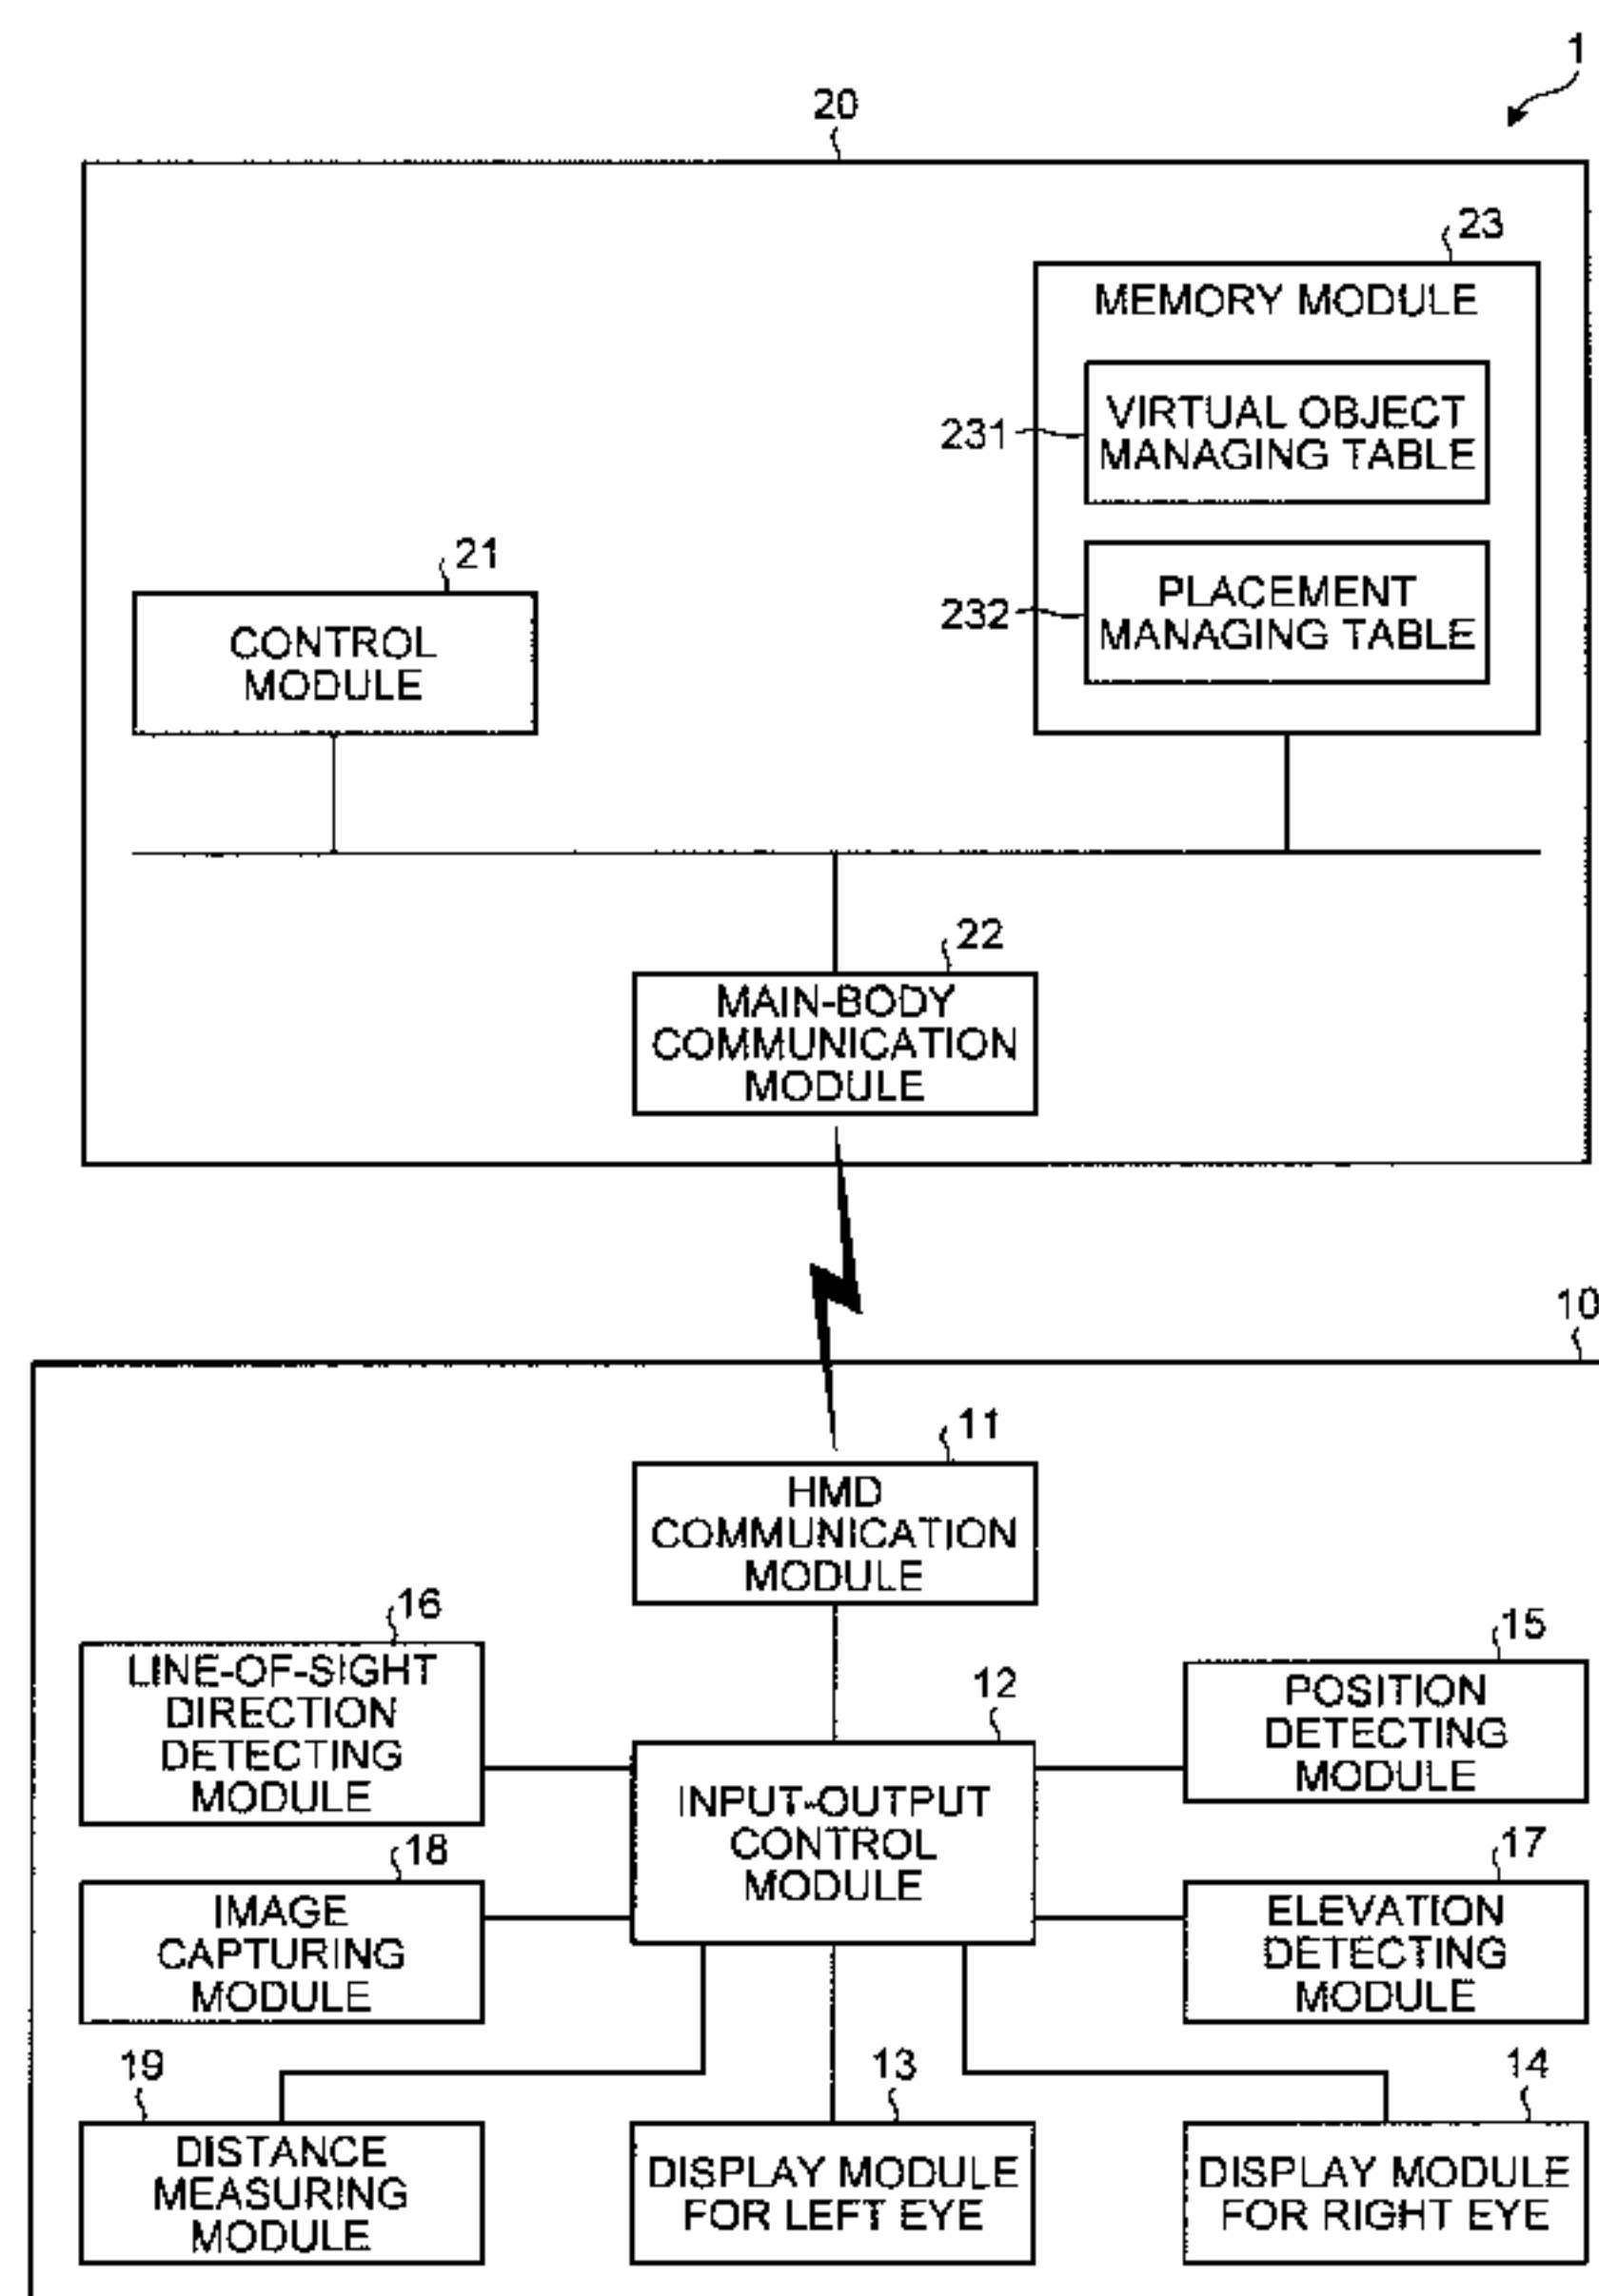 1
20
23
MEMORY MODULE
231
VIRTUAL OBJECT
MANAGING TABLE
232
PLACEMENT
MANAGING TABLE
21
CONTROL
MODULE
22
MAIN-BODY
COMMUNICATION
MODULE
10
11
HMD
COMMUNICATION
MODULE
16
LINE-OF-SIGHT
DIRECTION
DETECTING
MODULE
12
INPUT-OUTPUT
CONTROL
MODULE
15
POSITION
DETECTING
MODULE
18
IMAGE
CAPTURING
MODULE
17
ELEVATION
DETECTING
MODULE
19
DISTANCE
MEASURING
MODULE
13
DISPLAY MODULE
FOR LEFT EYE
14
DISPLAY MODULE
FOR RIGHT EYE